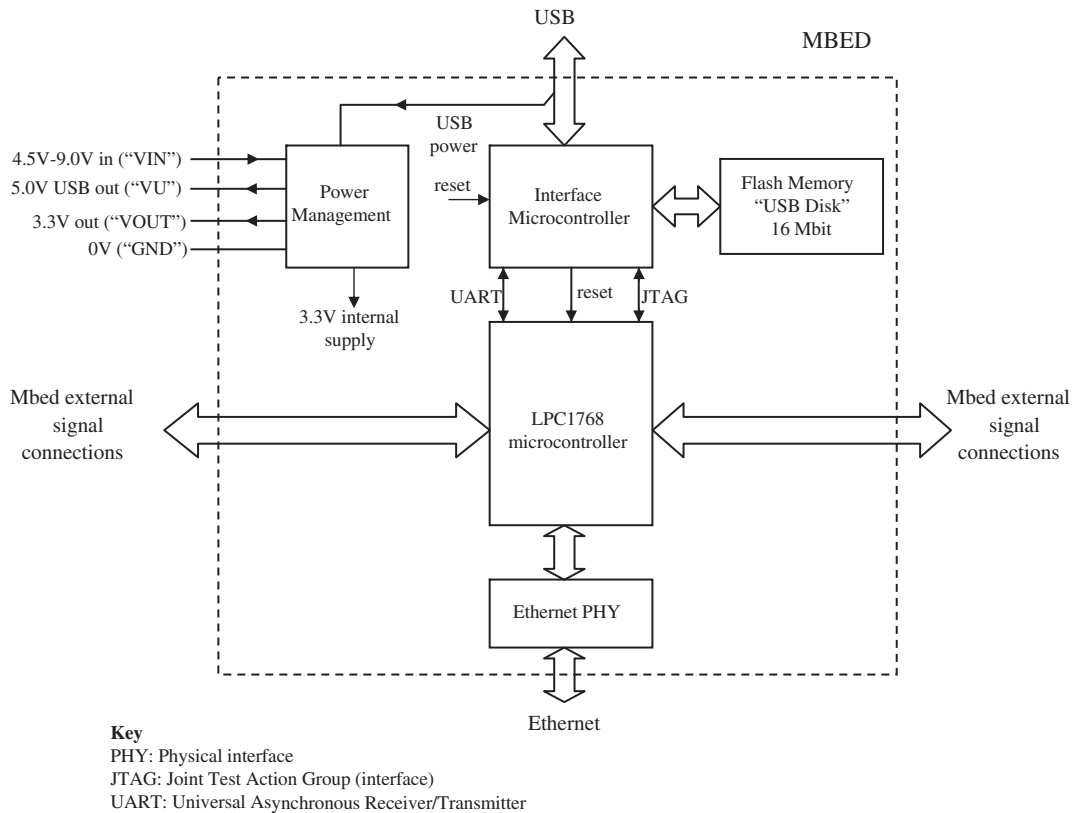 USB
MBED
USB
power
4.5V-9.0V in (“VIN”)
5.0V USB out (“VU”)
3.3V out (“VOUT”)
0V (“GND”)
Power
Management
reset
Interface
Microcontroller
Flash Memory
“USB Disk”
16 Mbit
UART
reset
JTAG
3.3V internal
supply
Mbed external
signal
connections
LPC1768
microcontroller
Mbed external
signal
connections
Ethernet PHY
Ethernet
Key
PHY: Physical interface
JTAG: Joint Test Action Group (interface)
UART: Universal Asynchronous Receiver/Transmitter